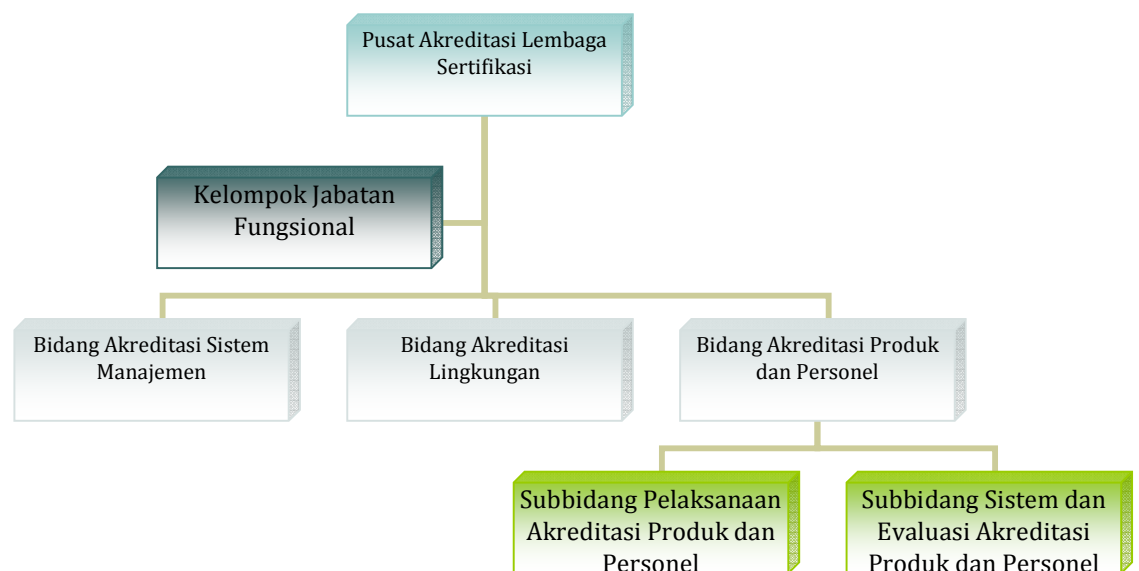 Pusat Akreditasi Lembaga
Sertifikasi
Kelompok Jabatan
Fungsional
Bidang Akreditasi Sistem
Manajemen
Bidang Akreditasi
Lingkungan
Bidang Akreditasi Produk
dan Personel
Subbidang Pelaksanaan
Akreditasi Produk dan
Personel
Subbidang Sistem dan
Evaluasi Akreditasi
Produk dan Personel